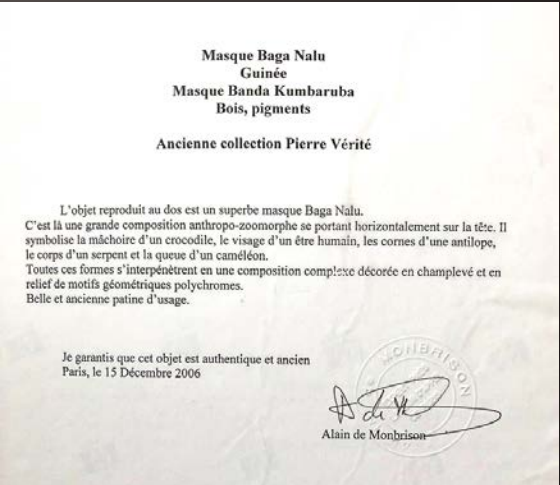 Masque Baga Nalu
Guinée
Masque Banda Kumbaruba
Bois, pigments
Ancienne collection Pierre Vérité
L'objet reproduit au dos est un superbe masque Baga Nalu.
C'est là une grande composition anthropo-zoomorphe se portant horizontalement sur la tête. Il
symbolise la mâchoire d'un crocodile, le visage d'un être humain, les cornes d'une antilope,
le corps d'un serpent et la queue d'un caméléon.
Toutes ces formes s'interpénètrent en une composition complexe décorée en champlevé et en
relief de motifs géométriques polychromes.
Belle et ancienne patine d'usage.
Je garantis que cet objet est authentique et ancien
Paris, le 15 Décembre 2006
MONBRISON
Alain de Monbrison